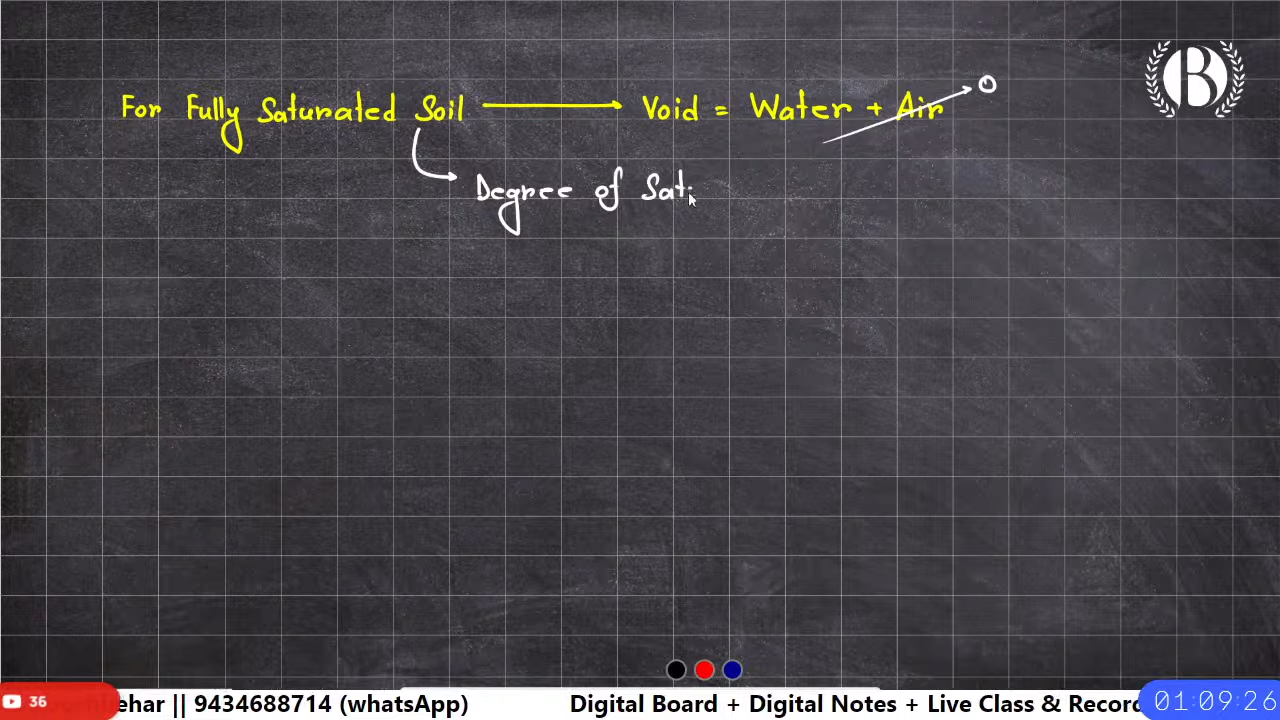 For Fully Saturated Soil → Void = Water + Air 0
Degree of Sat
36
ehar || 9434688714 (whatsApp) Digital Board + Digital Notes + Live Class & Record
01:09:26